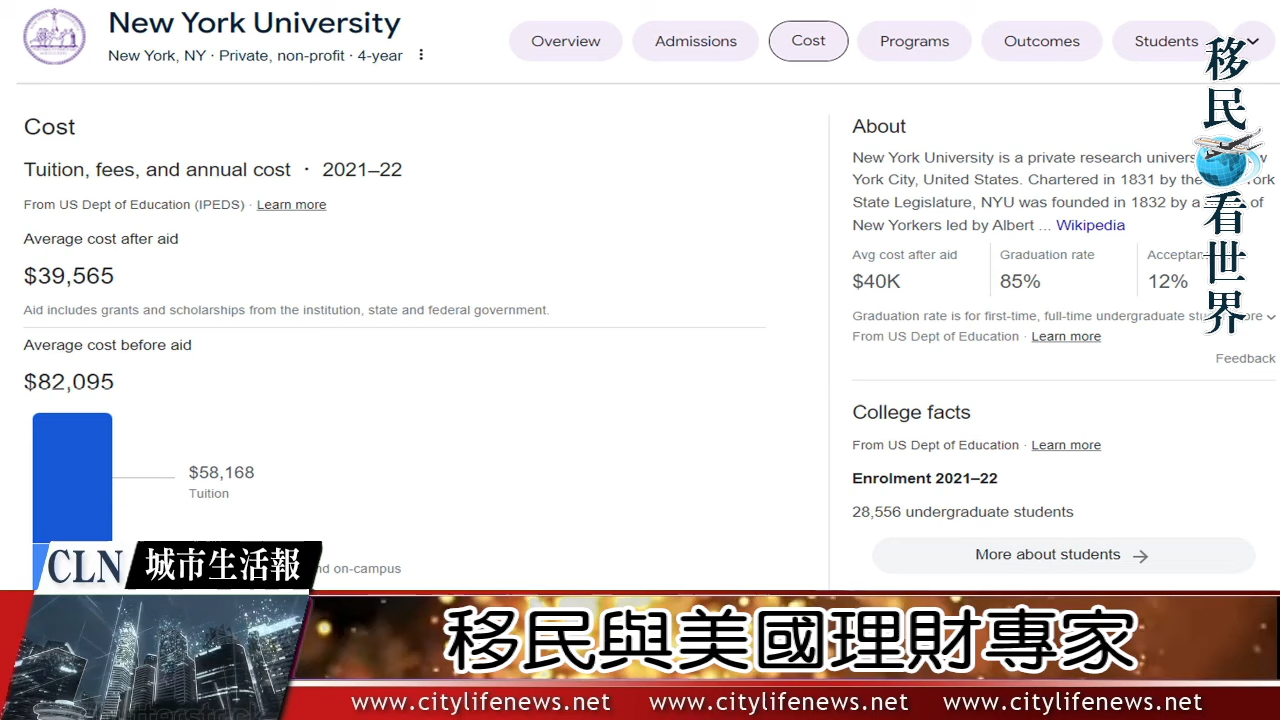 New York University
New York, NY · Private, non-profit · 4-year
Overview
Admissions
Cost
Programs
Outcomes
Students
Cost
Tuition, fees, and annual cost · 2021–22
From US Dept of Education (IPEDS) · Learn more
Average cost after aid
$39,565
Aid includes grants and scholarships from the institution, state and federal government.
Average cost before aid
$82,095
$58,168
Tuition
on-campus
About
New York University is a private research
York City, United States. Chartered in 1831 by the
State Legislature, NYU was founded in 1832 by a of
New Yorkers led by Albert ... Wikipedia
Avg cost after aid
$40K
Graduation rate
85%
12%
Graduation rate is for first-time, full-time undergraduate
From US Dept of Education · Learn more
Feedback
College facts
From US Dept of Education · Learn more
Enrolment 2021–22
28,556 undergraduate students
More about students
移民看世界
CLN 城市生活報
移民與美國理財專家
www.citylifenews.net www.citylifenews.net www.citylifenews.net